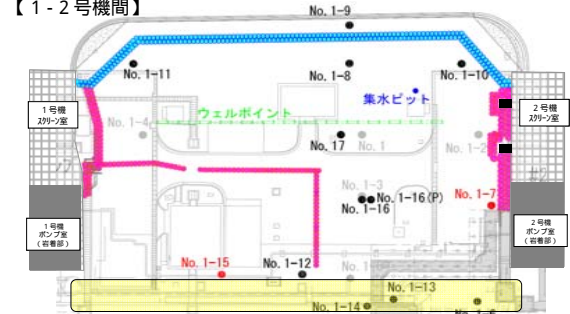 【 1 - 2 号機間】
No. 1-9
No. 1-11
No. 1-8
No. 1-10
1 号機
スクリーン室
2 号機
スクリーン室
集水ピット
ウェルポイント
No. 1-4
No. 17
No. 1
No. 1-2
No. 1-3
No. 1-16(P)
No. 1-16
No. 1-7
1 号機
ポンプ室
(岩着部)
2 号機
ポンプ室
(岩着部)
No. 1-15
No. 1-12
No. 1-13
No. 1-14